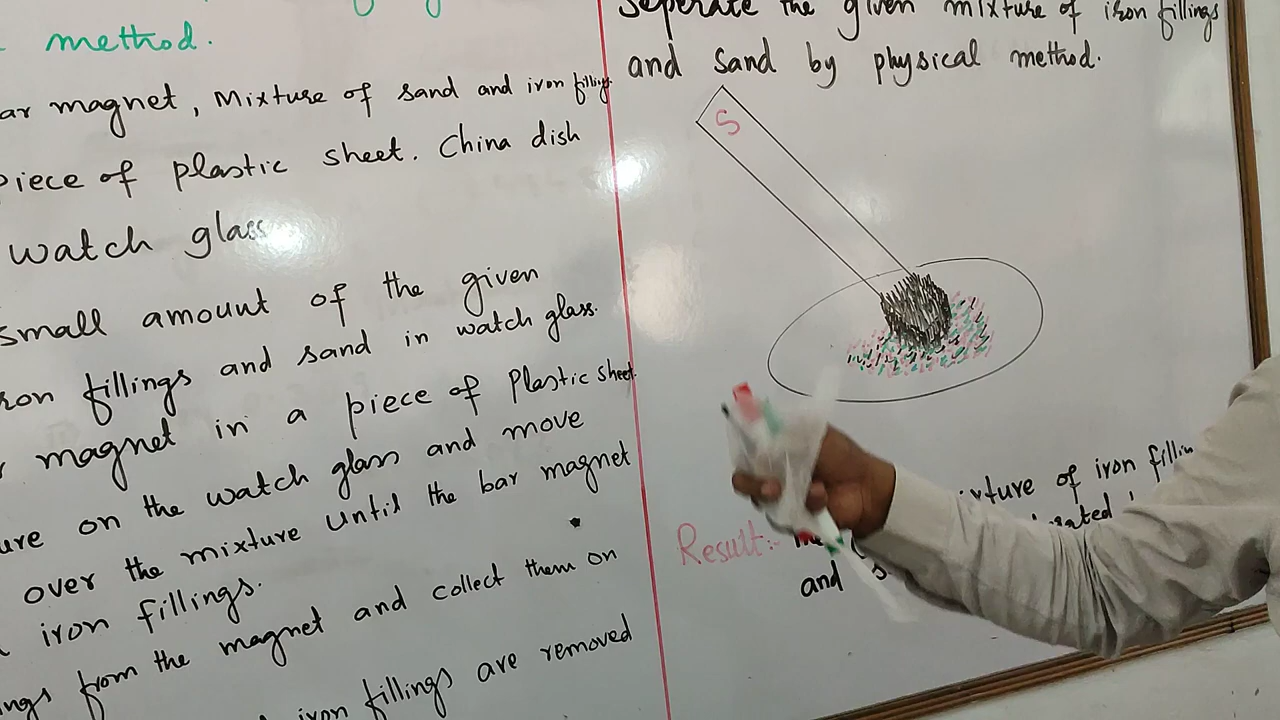 method.
ar magnet, Mixture of sand and iron filling.
Piece of plastic sheet. China dish
watch glass
small amount of the given
ron fillings and sand in watch glass.
magnet in a piece of Plastic sheet.
ure on the watch glass and move
over the mixture until the bar magnet
iron fillings.
ngs from the magnet and collect them on
iron fillings are removed
Seperate the given mixture of iron fillings
and sand by physical method.
S
Result:-
ixture of iron fillin
and s